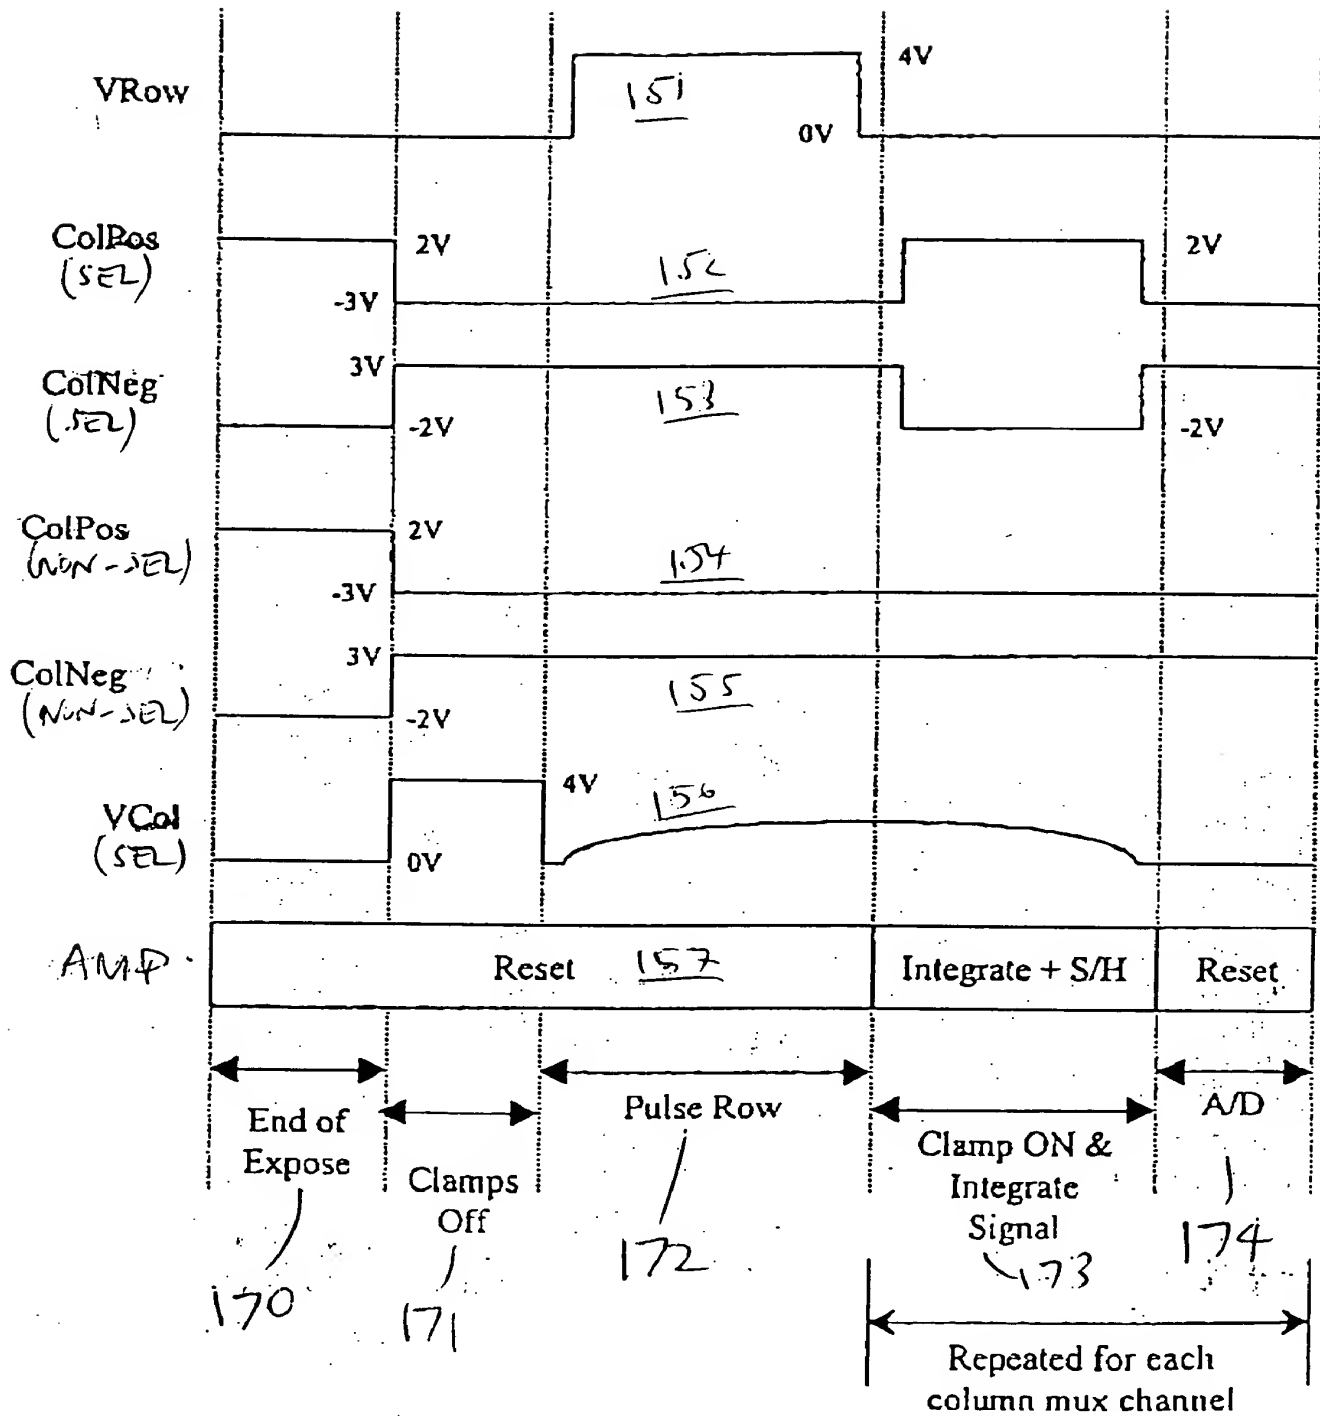 VRow
151
4V
0V
ColPos
(SEL)
2V
-3V
152
2V
ColNeg
(SEL)
3V
-2V
153
-2V
ColPos
(NON-SEL)
2V
-3V
154
ColNeg
(NON-SEL)
3V
-2V
155
VCol
(SEL)
4V
0V
156
AMP
Reset 157
Integrate + S/H
Reset
End of
Expose
170
Clamps
Off
171
Pulse Row
172
Clamp ON &
Integrate
Signal
173
A/D
174
Repeated for each
column mux channel